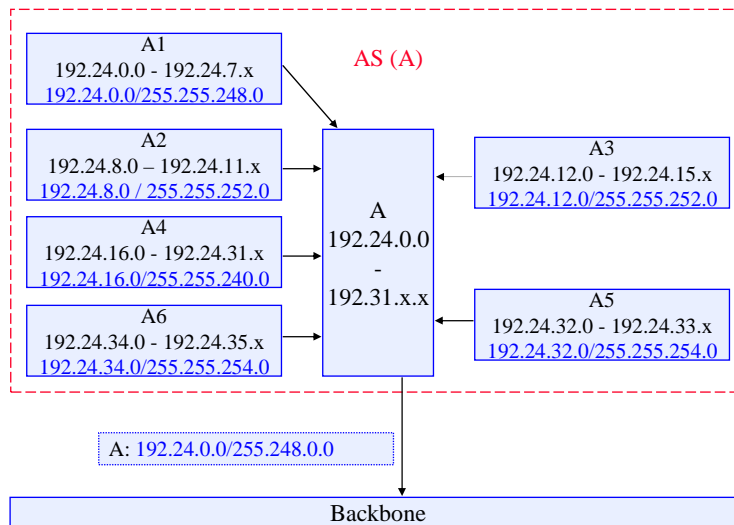 AS (A)
A1
192.24.0.0 - 192.24.7.x
192.24.0.0/255.255.248.0
A2
192.24.8.0 – 192.24.11.x
192.24.8.0 / 255.255.252.0
A4
192.24.16.0 - 192.24.31.x
192.24.16.0/255.255.240.0
A6
192.24.34.0 - 192.24.35.x
192.24.34.0/255.255.254.0
A
192.24.0.0
-
192.31.x.x
A3
192.24.12.0 - 192.24.15.x
192.24.12.0/255.255.252.0
A5
192.24.32.0 - 192.24.33.x
192.24.32.0/255.255.254.0
A: 192.24.0.0/255.248.0.0
Backbone